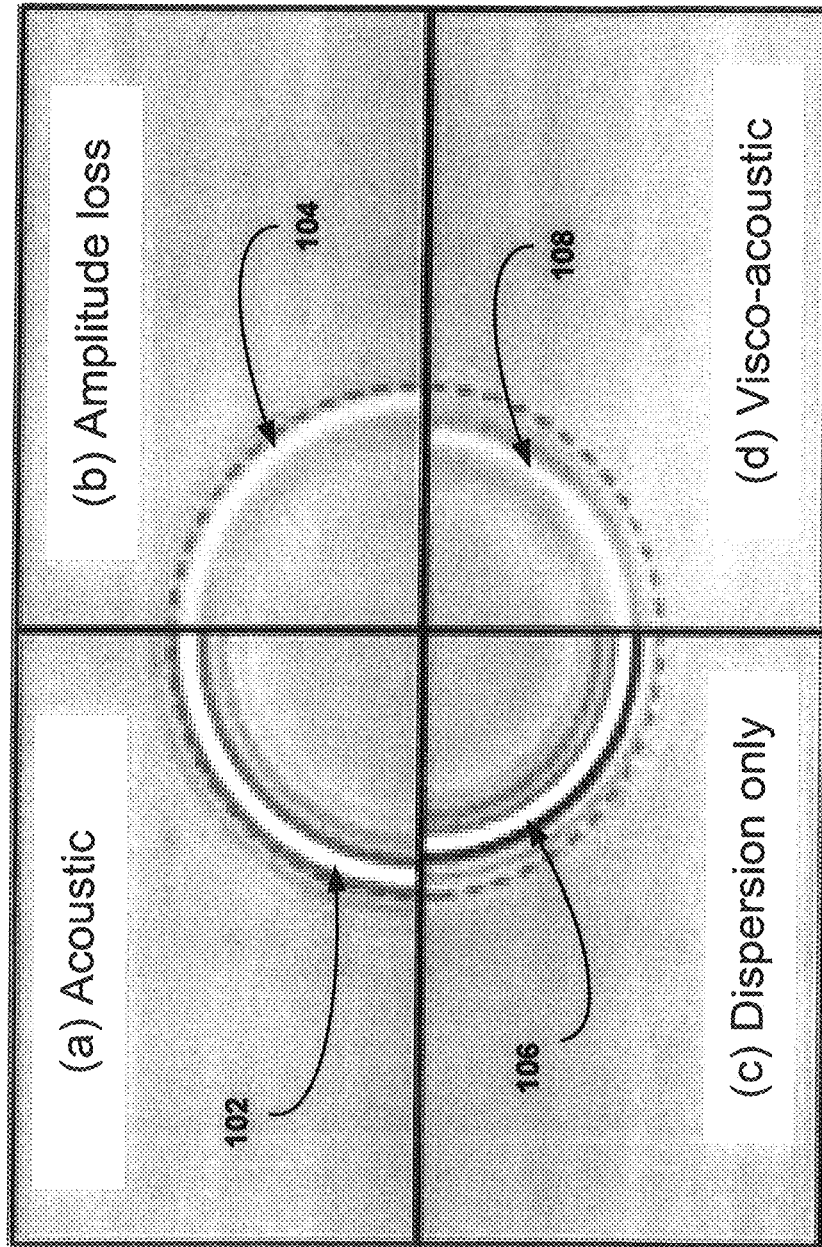 (a) Acoustic
(b) Amplitude loss
102
104
(c) Dispersion only
(d) Visco-acoustic
106
108